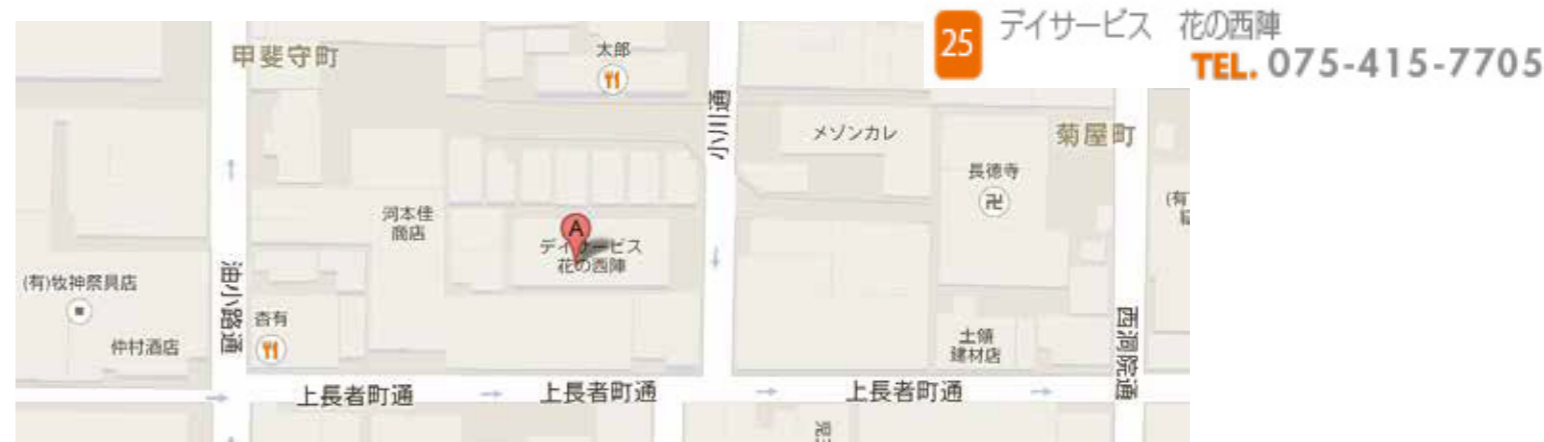 25
デイサービス 花の西陣
TEL. 075-415-7705
甲斐守町
太郎
小川通
メゾンカレ
菊屋町
長徳寺
河本佳
商店
A
デイサービス
花の西陣
(有)牧神祭具店
仲村酒店
油小路通
杏有
土領
建材店
西洞院通
上長者町通
上長者町通
上長者町通